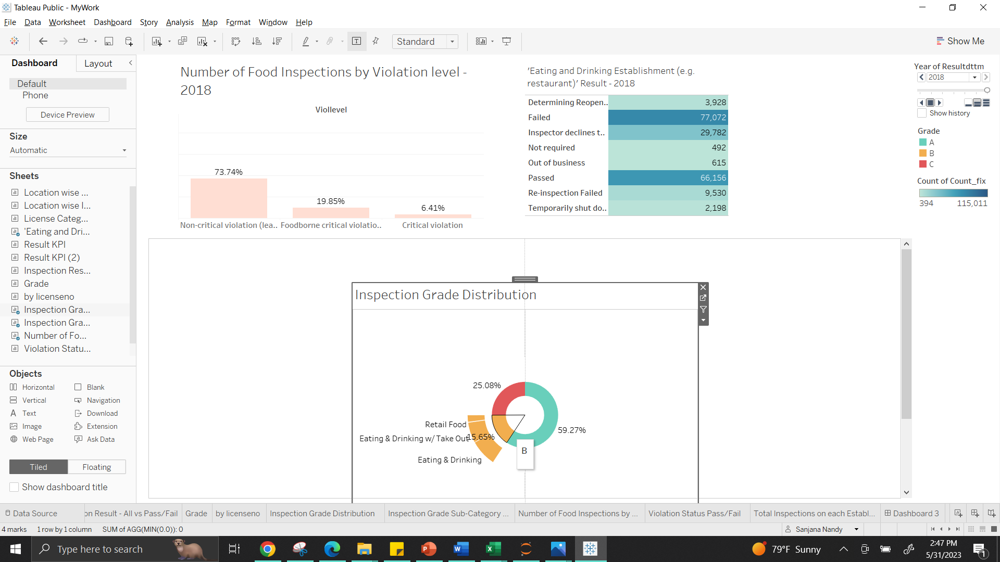 Tableau Public - MyWork
File Data Worksheet Dashboard Story Analysis Map Format Window Help
Standard
Show Me
Dashboard
Layout
Default
Phone
Device Preview
Size
Automatic
Sheets
Location wise ...
Location wise I...
License Categ...
'Eating and Dri...
Result KPI
Result KPI (2)
Inspection Res...
Grade
by licenseno
Inspection Gra...
Inspection Gra...
Number of Fo...
Violation Statu...
Objects
Horizontal Blank
Vertical Navigation
Text Download
Image Extension
Web Page Ask Data
Tiled Floating
Show dashboard title
Number of Food Inspections by Violation level -
2018
Viollevel
73.74%
19.85%
6.41%
Non-critical violation (lea.. Foodborne critical violatio.. Critical violation
'Eating and Drinking Establishment (e.g.
restaurant)' Result - 2018
Determining Reopen.. 3,928
Failed 77,072
Inspector declines t.. 29,782
Not required 492
Out of business 615
Passed 66,156
Re-inspection Failed 9,530
Temporarily shut do.. 2,198
Year of Resultdttm
2018
Show history
Grade
A
B
C
Count of Count_fix
394 115,011
Inspection Grade Distribution
25.08%
59.27%
15.65%
Retail Food
Eating & Drinking w/ Take Out
Eating & Drinking
B
Data Source on Result - All vs Pass/Fail Grade by licenseno Inspection Grade Distribution Inspection Grade Sub-Category ... Number of Food Inspections by ... Violation Status Pass/Fail Total Inspections on each Establ... Dashboard 3
4 marks 1 row by 1 column SUM of AGG(MIN(0.0)): 0
Sanjana Nandy
Type here to search
79°F Sunny
2:47 PM
5/31/2023
1